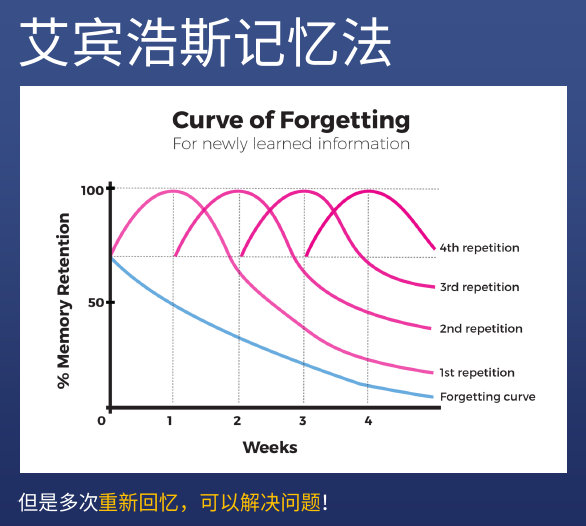 艾宾浩斯记忆法
Curve of Forgetting
For newly learned information
% Memory Retention
100
50
0
1
2
3
4
Weeks
4th repetition
3rd repetition
2nd repetition
1st repetition
Forgetting curve
但是多次重新回忆，可以解决问题！